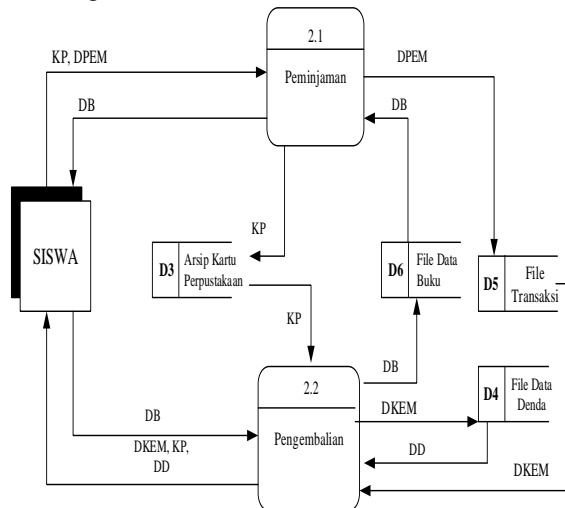 2.1
KP, DPEM
DPEM
Peminjaman
DB
DB
KP
SISWA
D3
Arsip Kartu
Perpustakaan
D6
File Data
Buku
D5
File
Transaksi
KP
DB
2.2
D4
File Data
Denda
DB
DKEM
Pengembalian
DKEM, KP,
DD
DD
DKEM